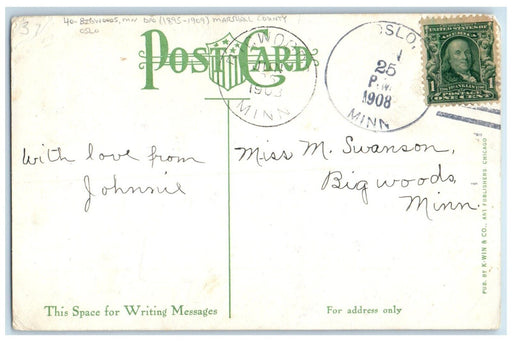 37
40- BIGWOODS, MN DPO (1895-1909) MARSHALL COUNTY
OSLO
POST CARD
1908
MINN
OSLO,
25
P.M.
1908
MINN
1
ONE CENT
With love from
Johnnie
Miss M. Swanson,
Bigwoods,
Minn.
PUB. BY K-WIN & CO., ART PUBLISHERS CHICAGO
This Space for Writing Messages
For address only